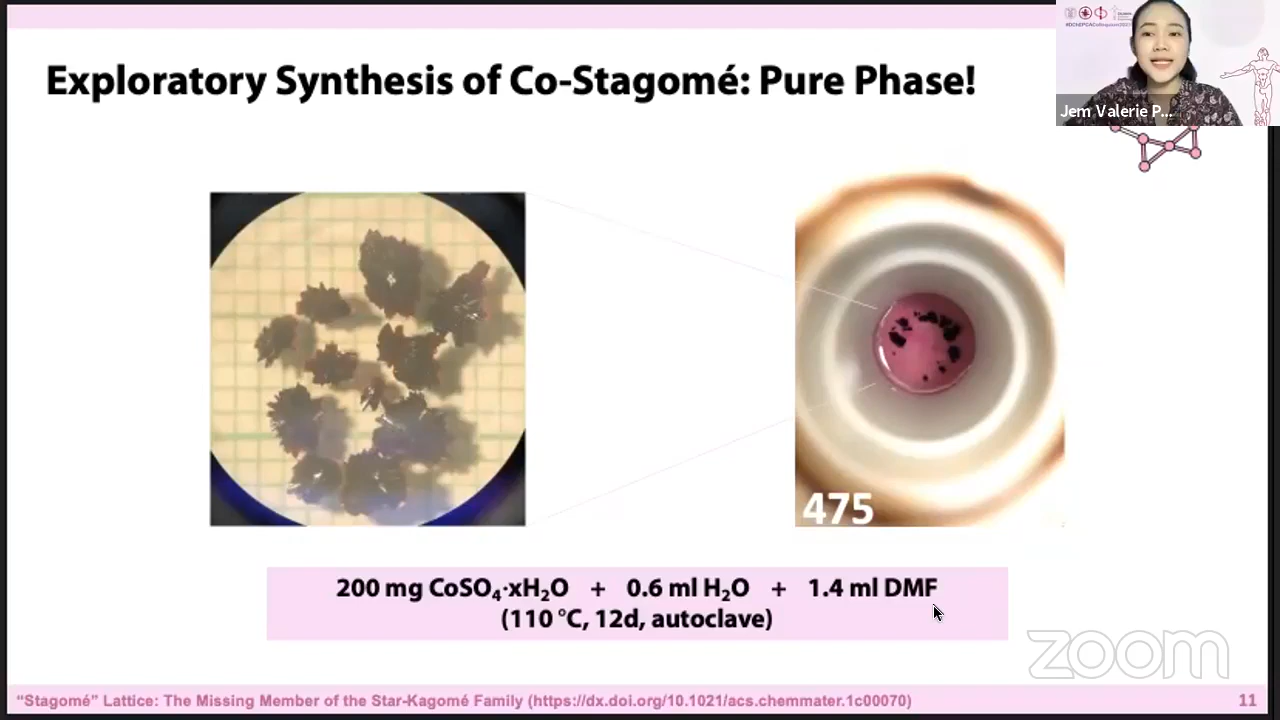 #DChEPGAColloquium2021
Jem Valerie P...
Exploratory Synthesis of Co-Stagomé: Pure Phase!
475
200 mg CoSO₄·xH₂O + 0.6 ml H₂O + 1.4 ml DMF
(110 °C, 12d, autoclave)
zoom
“Stagomé” Lattice: The Missing Member of the Star-Kagomé Family (https://dx.doi.org/10.1021/acs.chemmater.1c00070)
11